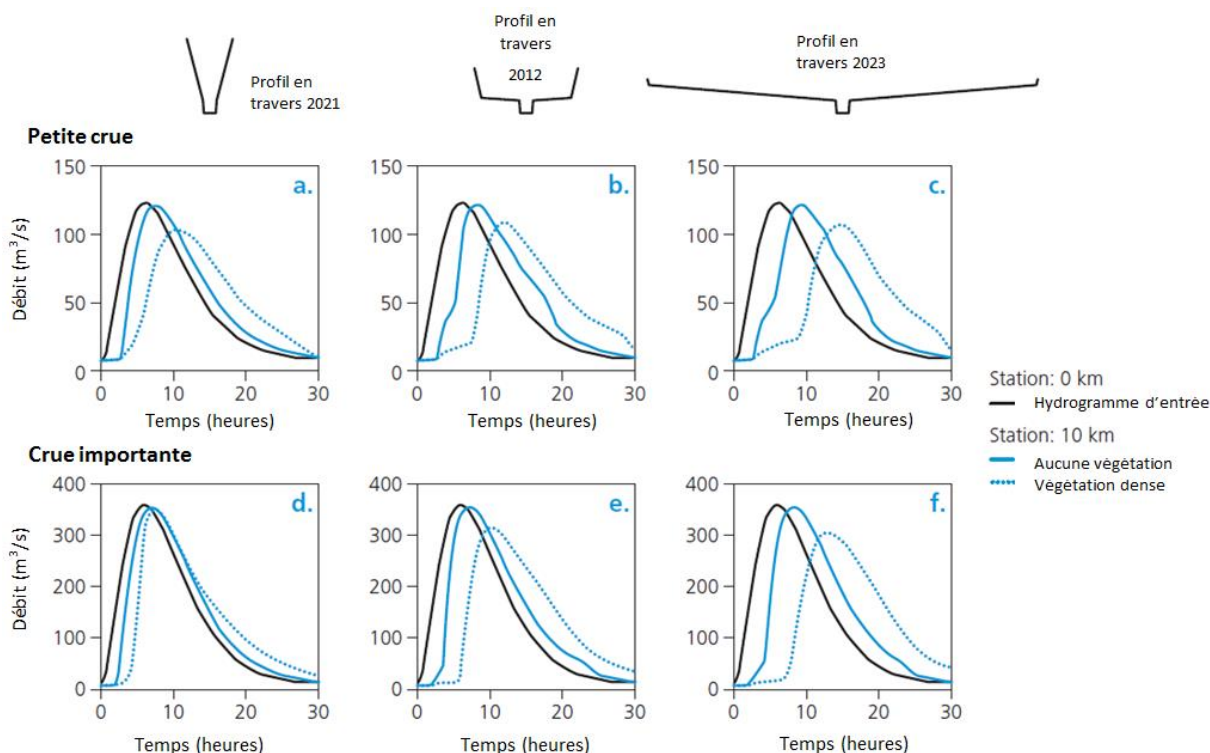 Profil en
travers 2021
Profil en
travers
2012
Profil en
travers 2023
Petite crue
Débit (m³/s)
150
100
50
0
a.
0 10 20 30
Temps (heures)
150
100
50
0
b.
0 10 20 30
Temps (heures)
150
100
50
0
c.
0 10 20 30
Temps (heures)
Station: 0 km
Hydrogramme d'entrée
Station: 10 km
Aucune végétation
Végétation dense
Crue importante
Débit (m³/s)
400
300
200
100
0
d.
0 10 20 30
Temps (heures)
400
300
200
100
0
e.
0 10 20 30
Temps (heures)
400
300
200
100
0
f.
0 10 20 30
Temps (heures)